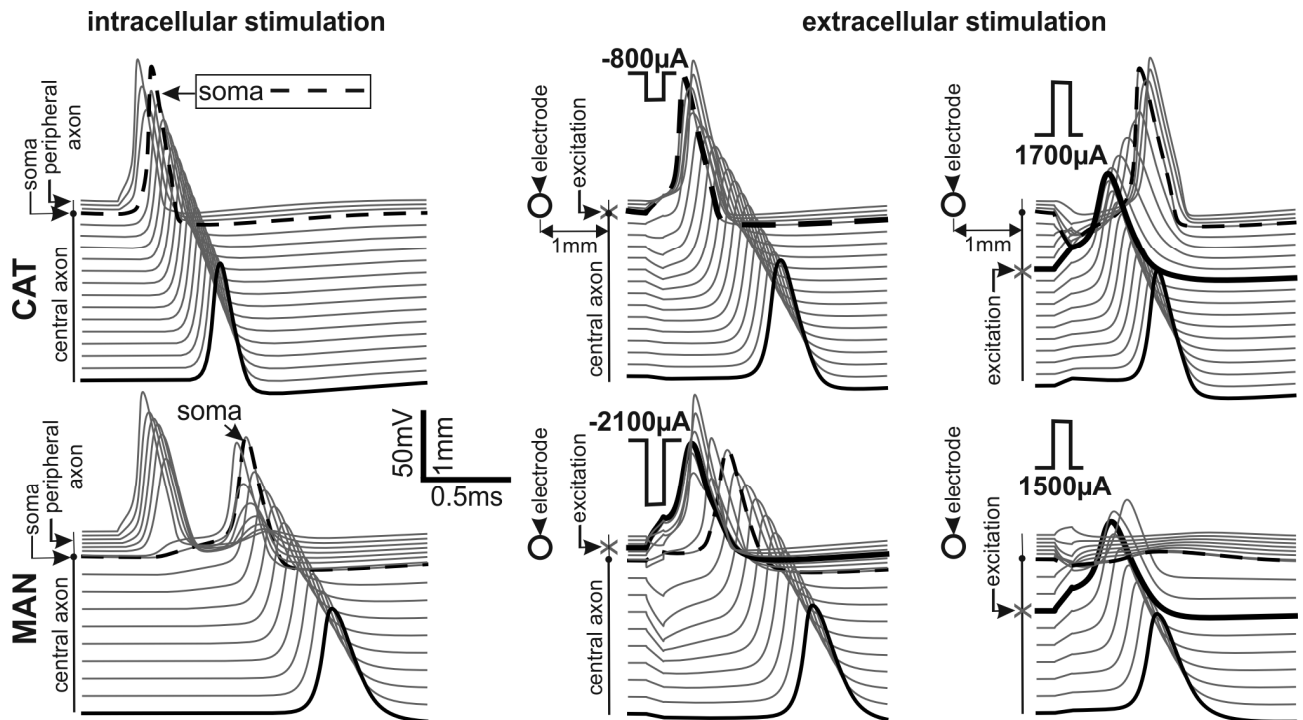 intracellular stimulation
extracellular stimulation
CAT
soma
peripheral
axon
central axon
soma
electrode
excitation
1mm
central axon
-800µA
electrode
1mm
excitation
1700µA
MAN
soma
peripheral
axon
central axon
soma
50mV
1mm
0.5ms
electrode
excitation
central axon
-2100µA
electrode
excitation
1500µA